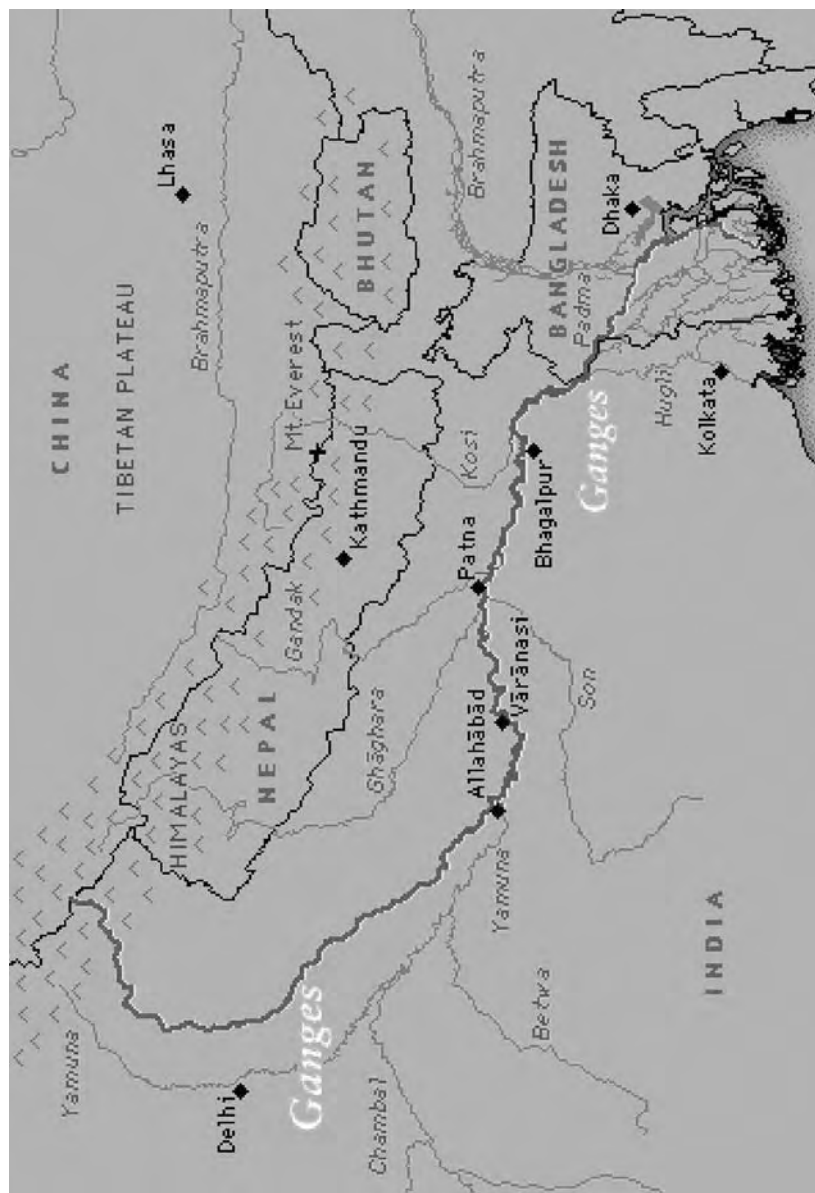 CHINA
Yamuna
TIBETAN PLATEAU
Lhasa
HIMALAYAS
Brahmaputra
Delhi
NEPAL
Gandak
Mt. Everest
Ganges
Kathmandu
BHUTAN
Chambal
Ghāghara
Patna
Kosi
Allahābād
Brahmaputra
Yamuna
Vārānasi
Betwa
Bhagalpur
BANGLADESH
Padma
Son
Ganges
Dhaka
Hugli
Kolkata
INDIA